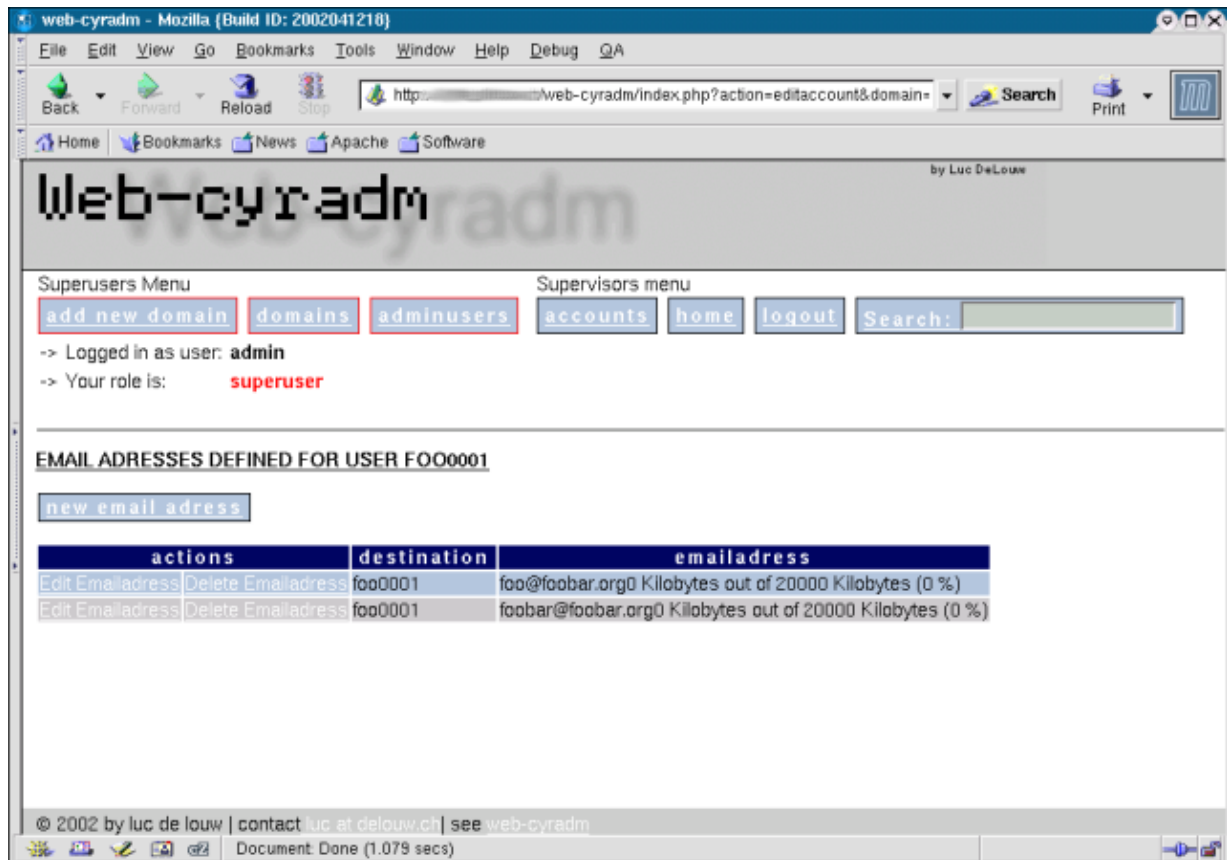 web-cyradm - Mozilla {Build ID: 2002041218}
File Edit View Go Bookmarks Tools Window Help Debug QA
Back Forward Reload Stop http /web-cyradm/index.php?action=editaccount&domain= Search Print
Home Bookmarks News Apache Software
by Luc DeLouw
Web-cyradm
Superusers Menu Supervisors menu
add new domain domains adminusers accounts home logout Search:
-> Logged in as user: admin
-> Your role is: superuser
EMAIL ADRESSES DEFINED FOR USER FOO0001
new email adress
actions destination emailadress
Edit Emailadress Delete Emailadress foo0001 foo@foobar.org0 Kilobytes out of 20000 Kilobytes (0 %)
Edit Emailadress Delete Emailadress foo0001 foobar@foobar.org0 Kilobytes out of 20000 Kilobytes (0 %)
© 2002 by luc de louw | contact luc at delouw.ch| see web-cyradm
Document: Done (1.079 secs)